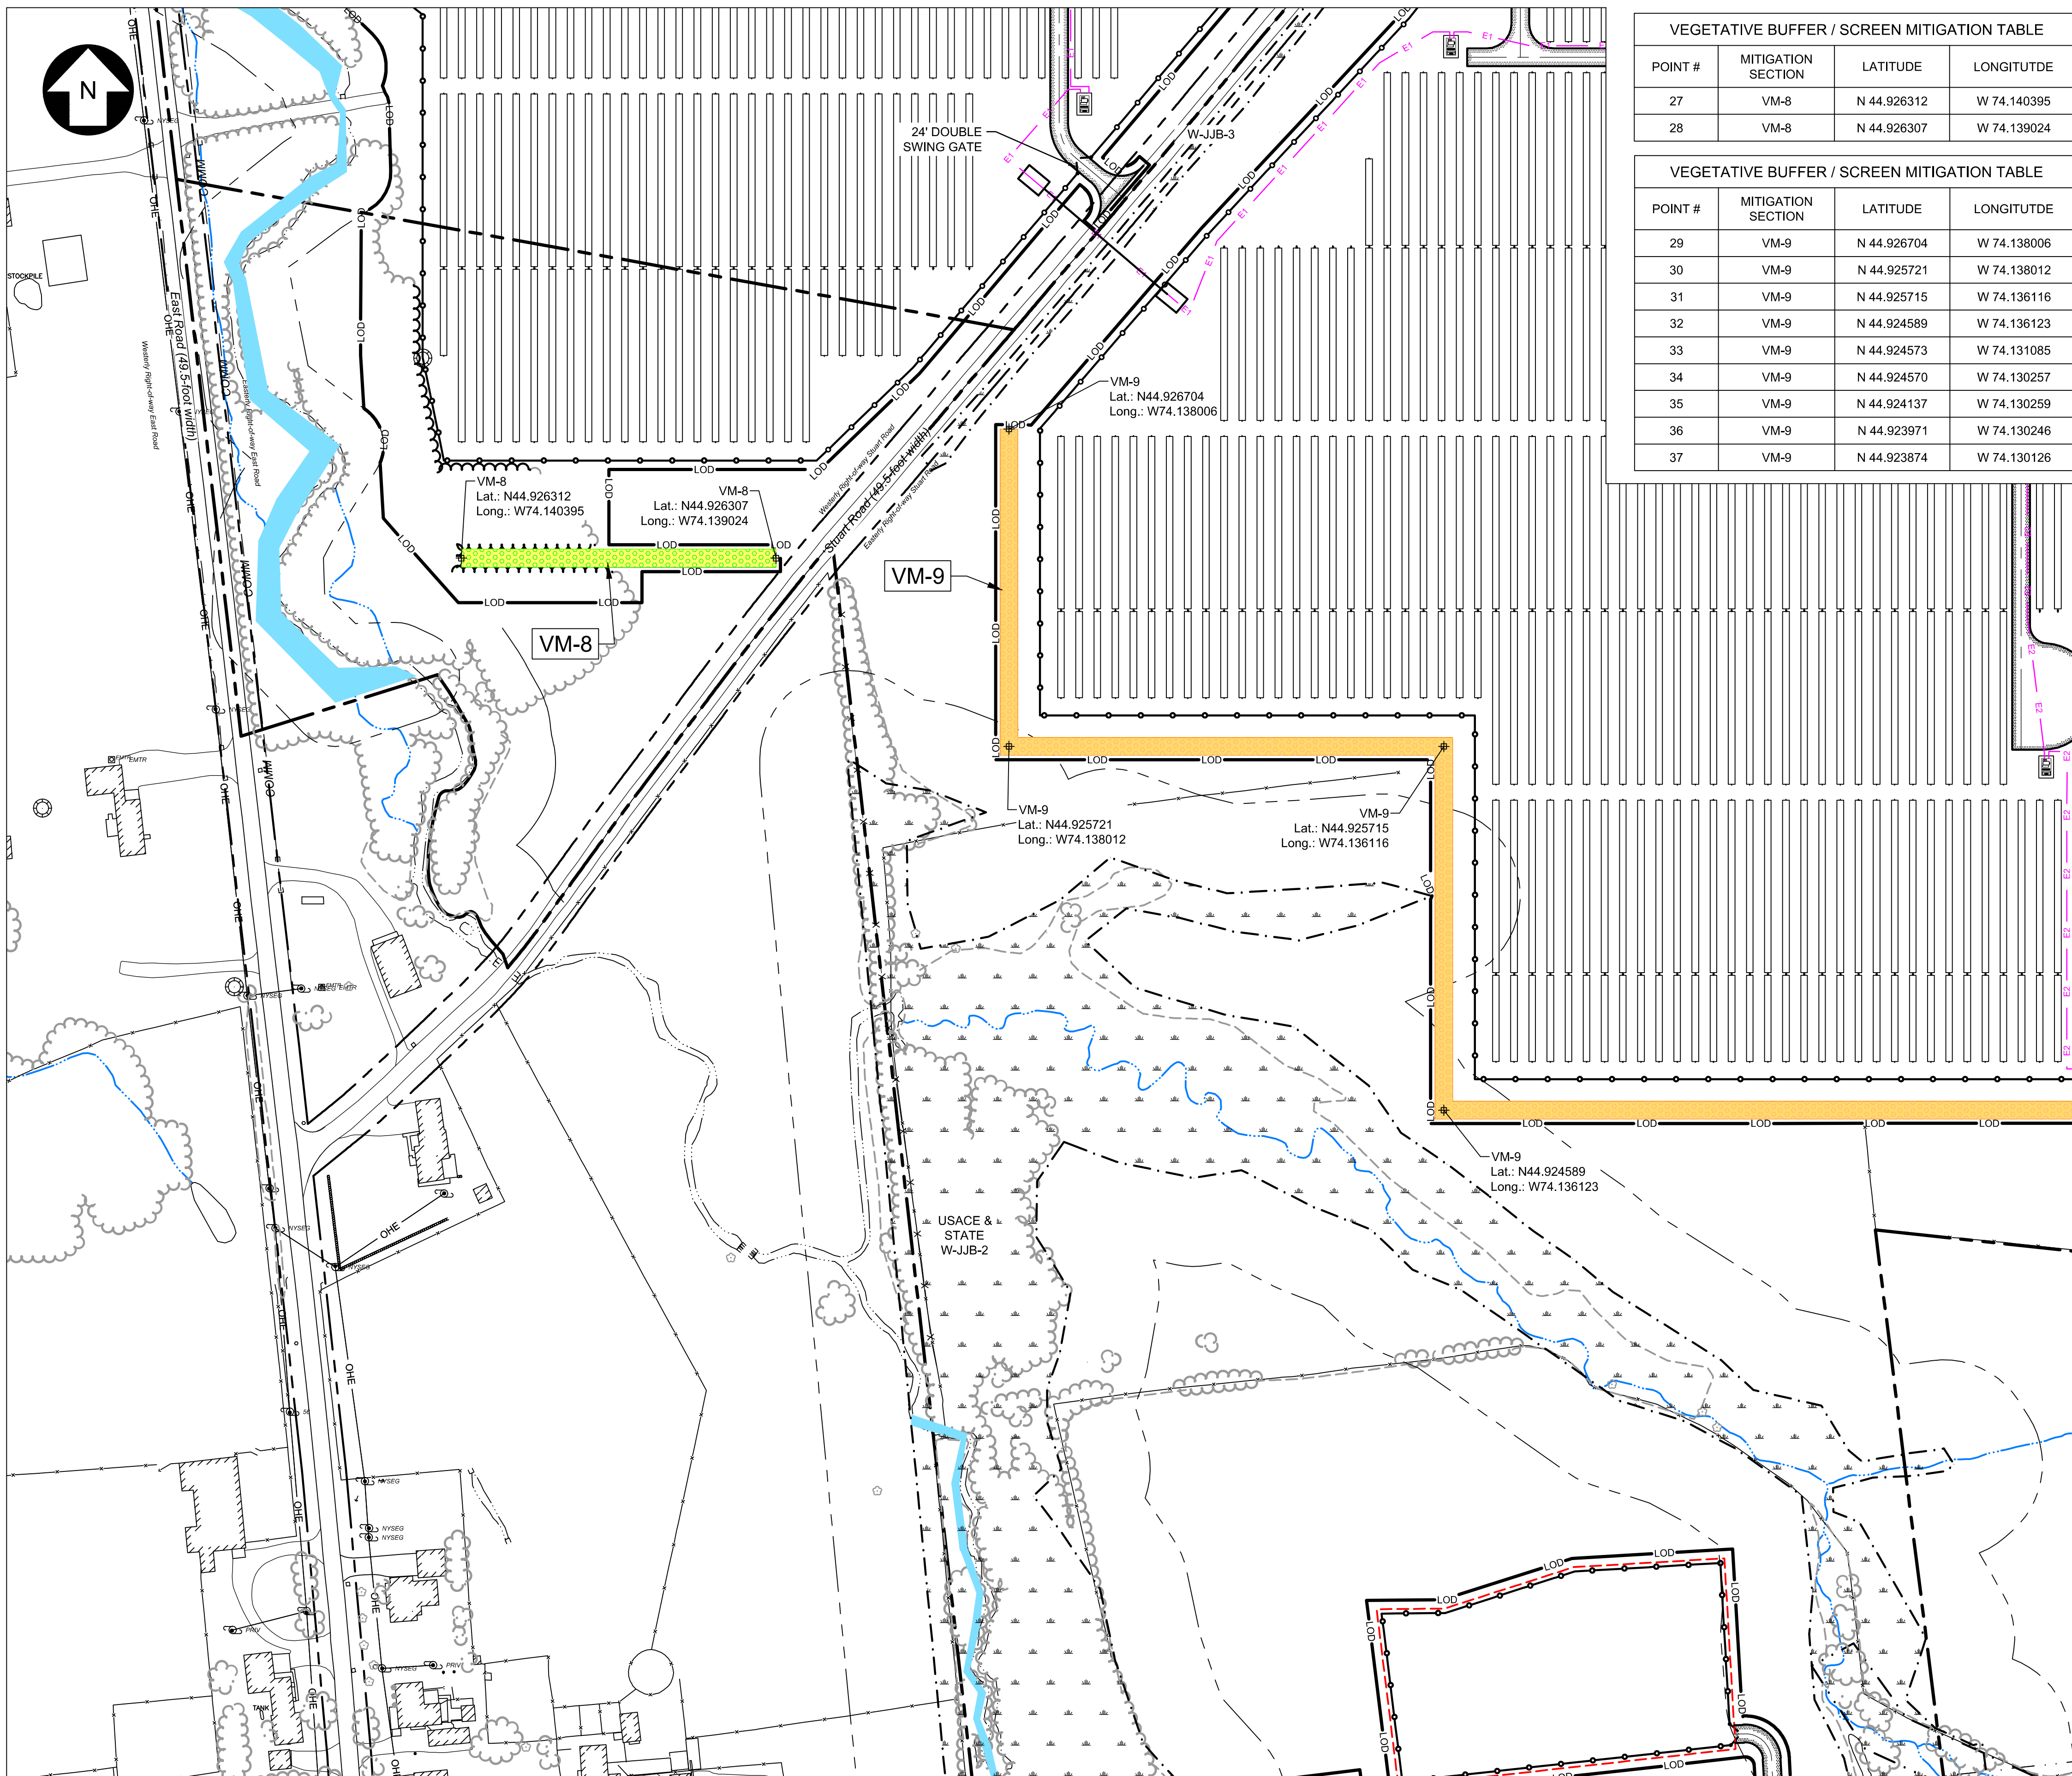 N
VEGETATIVE BUFFER / SCREEN MITIGATION TABLE
POINT # MITIGATION SECTION LATITUDE LONGITUTDE
27 VM-8 N 44.926312 W 74.140395
28 VM-8 N 44.926307 W 74.139024
VEGETATIVE BUFFER / SCREEN MITIGATION TABLE
POINT # MITIGATION SECTION LATITUDE LONGITUTDE
29 VM-9 N 44.926704 W 74.138006
30 VM-9 N 44.925721 W 74.138012
31 VM-9 N 44.925715 W 74.136116
32 VM-9 N 44.924589 W 74.136123
33 VM-9 N 44.924573 W 74.131085
34 VM-9 N 44.924570 W 74.130257
35 VM-9 N 44.924137 W 74.130259
36 VM-9 N 44.923971 W 74.130246
37 VM-9 N 44.923874 W 74.130126
24' DOUBLE
SWING GATE
W-JJB-3
STOCKPILE
East Road (49.5-foot width)
Westerly Right-of-way East Road
Easterly Right-of-way East Road
VM-9
Lat.: N44.926704
Long.: W74.138006
Westerly Right-of-way Stuart Road
Stuart Road (49.5-foot width)
Easterly Right-of-way Stuart Road
VM-8
Lat.: N44.926312
Long.: W74.140395
VM-8
Lat.: N44.926307
Long.: W74.139024
VM-9
VM-8
VM-9
Lat.: N44.925721
Long.: W74.138012
VM-9
Lat.: N44.925715
Long.: W74.136116
VM-9
Lat.: N44.924589
Long.: W74.136123
USACE &
STATE
W-JJB-2
LOD
OHE
COMM
E1
E2
NYSEG
EMTR
PRIV
TANK